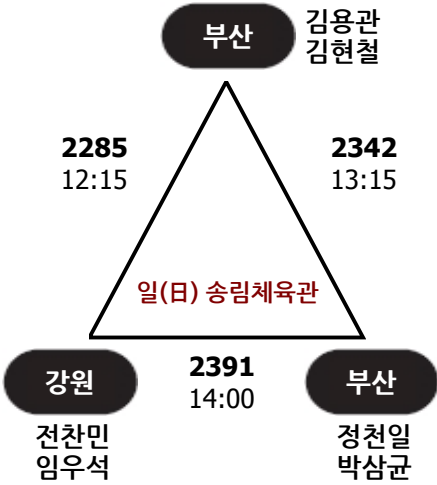 부산
김용관
김현철
2285
12:15
2342
13:15
일(日) 송림체육관
강원
전찬민
임우석
2391
14:00
부산
정천일
박삼균